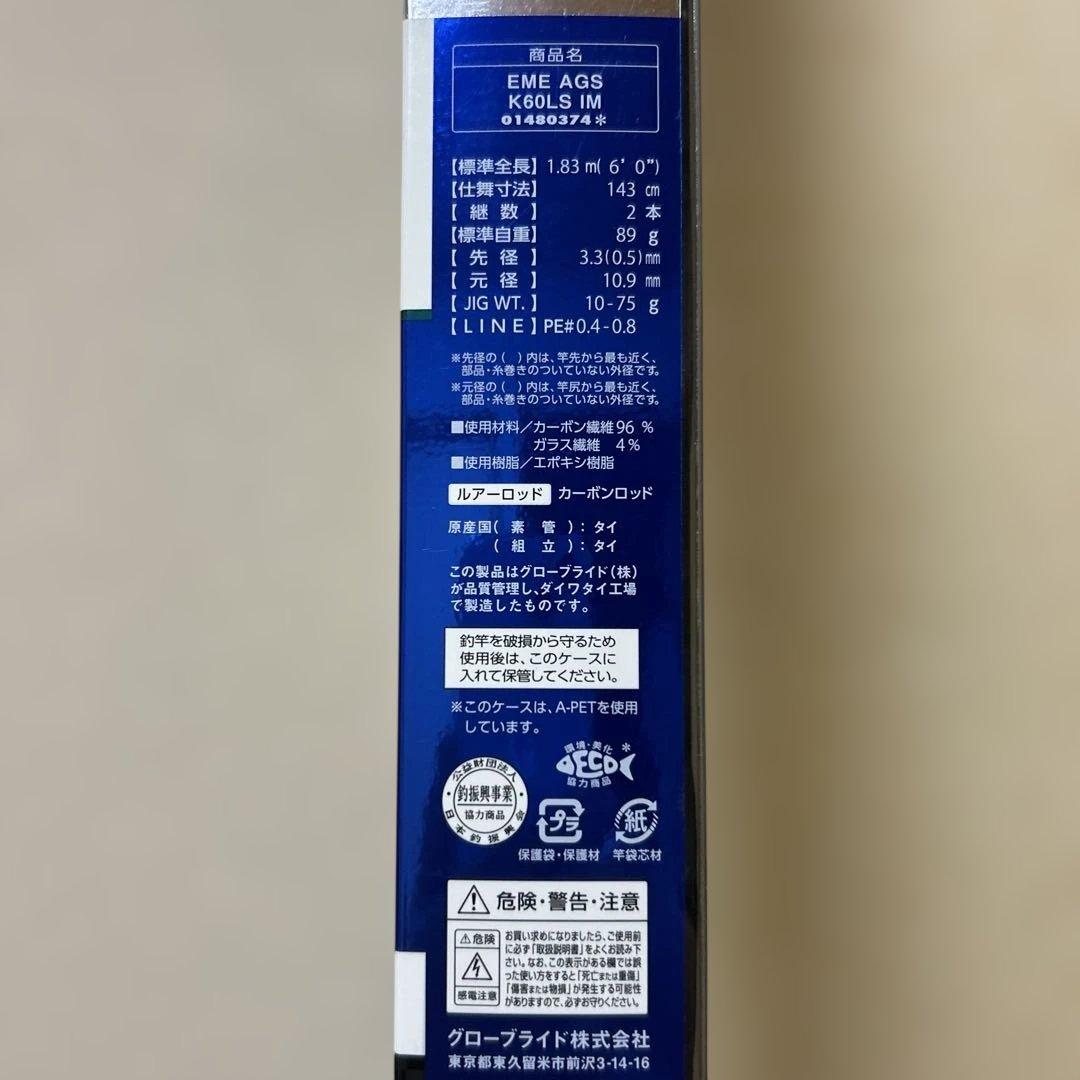 商品名
EME AGS
K60LS IM
01480374*
【標準全長】 1.83 m( 6' 0")
【仕舞寸法】 143 cm
【 継 数 】 2 本
【標準自重】 89 g
【 先 径 】 3.3(0.5)mm
【 元 径 】 10.9 mm
【 JIG WT. 】 10-75 g
【 LINE 】 PE#0.4-0.8
※先径の( )内は、竿先から最も近く、
部品・糸巻きのついていない外径です。
※元径の( )内は、竿尻から最も近く、
部品・糸巻きのついていない外径です。
■使用材料/カーボン繊維96 %
ガラス繊維 4%
■使用樹脂/エポキシ樹脂
ルアーロッド カーボンロッド
原産国( 素 管 ): タイ
( 組 立 ): タイ
この製品はグローブライド(株)
が品質管理し、ダイワタイ工場
で製造したものです。
釣竿を破損から守るため
使用後は、このケースに
入れて保管してください。
※このケースは、A-PETを使用
しています。
環境・美化
ECO
協力商品
公益財団法人
釣振興事業
協力商品
日本釣振興会
プラ
保護袋・保護材
紙
竿袋芯材
危険・警告・注意
危険
感電注意
お買い求めになりましたら、ご使用前
に必ず「取扱説明書」をよくお読み下
さい。なお、この表示がある欄では誤
った使い方をすると「死亡または重傷」
「傷害または物損」が発生する可能性
がありますので、必ずお守りください。
グローブライド株式会社
東京都東久留米市前沢3-14-16